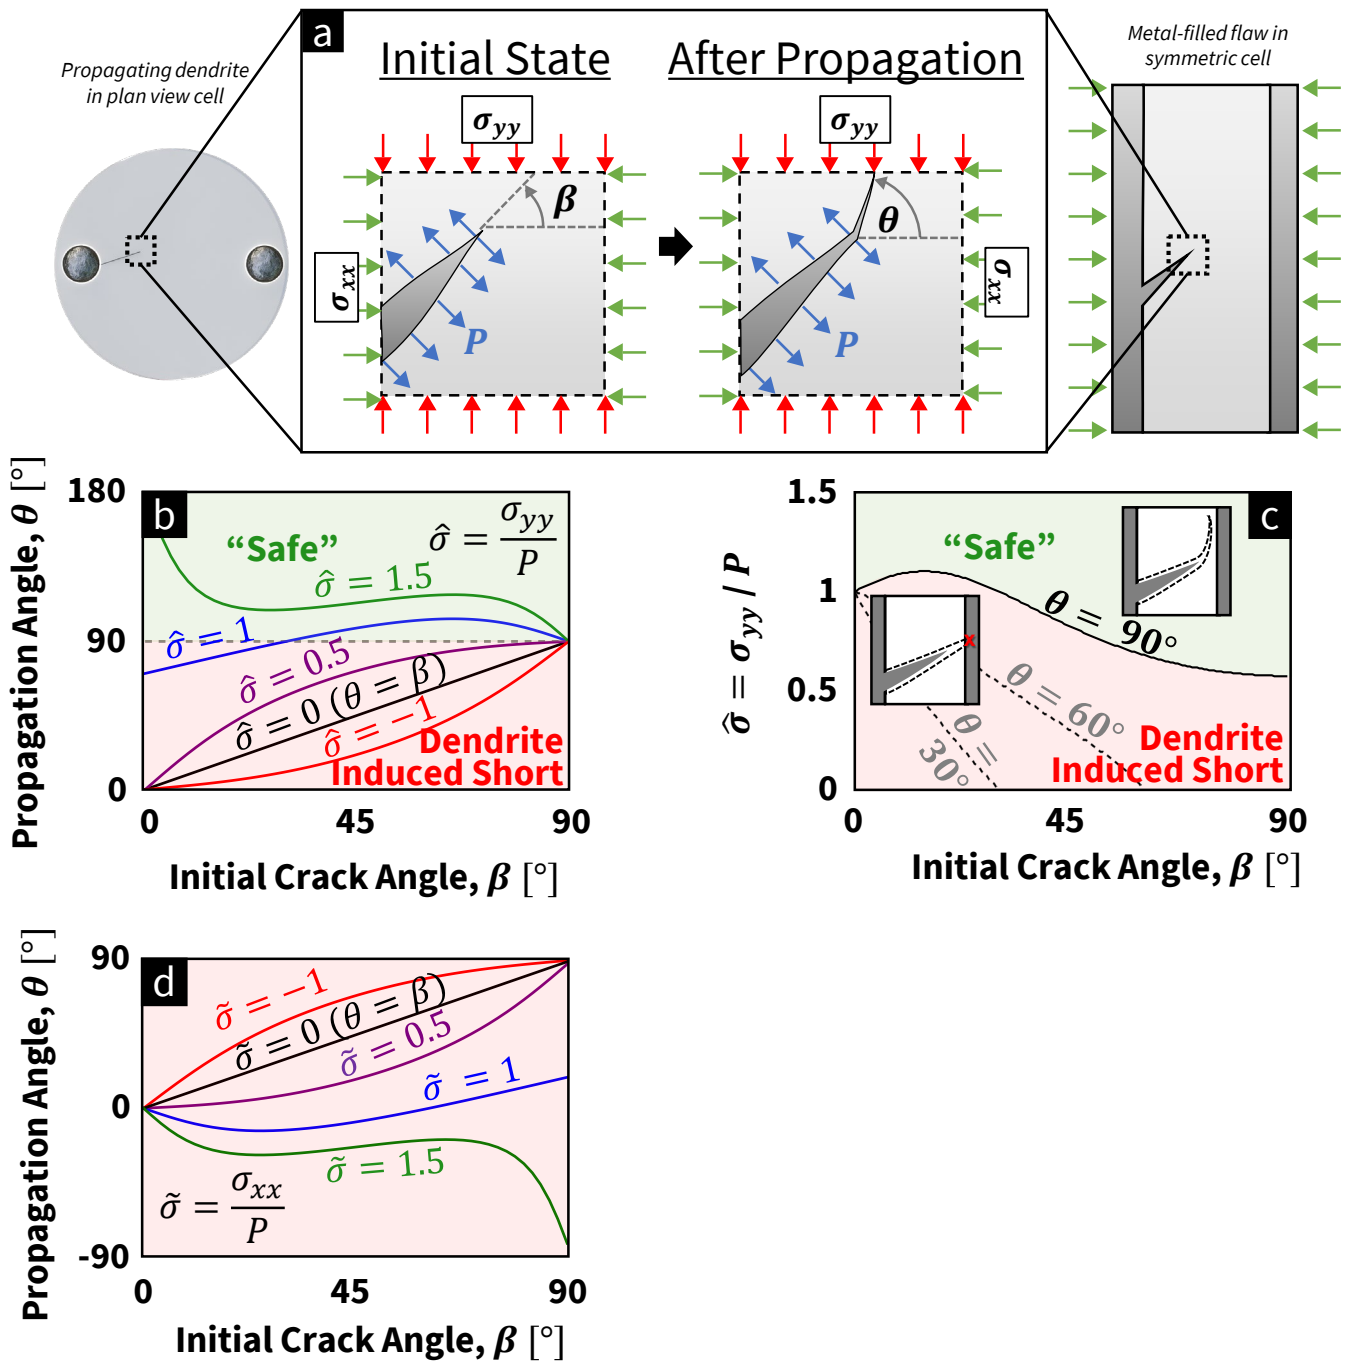 Propagating dendrite
in plan view cell
a
Initial State
After Propagation
Metal-filled flaw in
symmetric cell
σyy
σyy
β
θ
σxx
σxx
P
P
b
Propagation Angle, θ [°]
180
90
0
"Safe"
σ̂ = σyy / P
σ̂ = 1.5
σ̂ = 1
σ̂ = 0.5
σ̂ = 0 (θ = β)
σ̂ = −1
Dendrite
Induced Short
0 45 90
Initial Crack Angle, β [°]
c
σ̂ = σyy / P
1.5
1
0.5
0
"Safe"
θ = 90°
θ = 60°
θ =
30°
Dendrite
Induced Short
0 45 90
Initial Crack Angle, β [°]
d
Propagation Angle, θ [°]
90
0
-90
σ̃ = −1
σ̃ = 0 (θ = β)
σ̃ = 0.5
σ̃ = 1
σ̃ = 1.5
σ̃ = σxx / P
0 45 90
Initial Crack Angle, β [°]